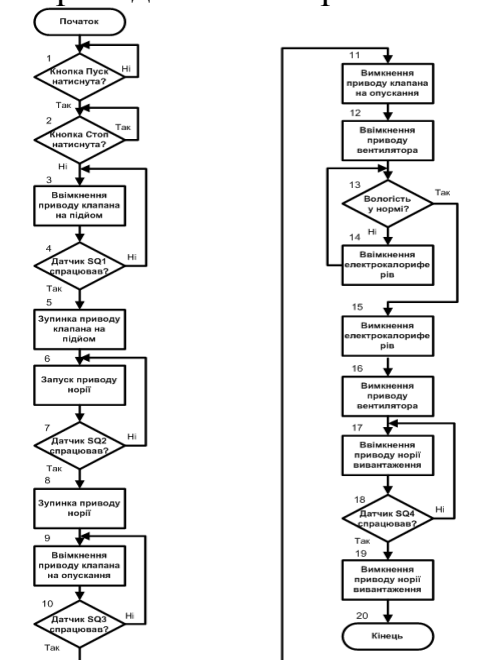 Початок
1
Кнопка Пуск
натиснута?
Ні
Так
2
Кнопка Стоп
натиснута?
Так
Ні
3
Ввімкнення
приводу клапана
на підйом
4
Датчик SQ1
спрацював?
Ні
Так
5
Зупинка приводу
клапана на
підйом
6
Запуск приводу
норії
7
Датчик SQ2
спрацював?
Ні
Так
8
Зупинка приводу
норії
9
Ввімкнення
приводу клапана
на опускання
10
Датчик SQ3
спрацював?
Ні
Так
11
Вимкнення
приводу клапана
на опускання
12
Ввімкнення
приводу
вентилятора
13
Вологість
у нормі?
Так
Ні
14
Ввімкнення
електрокалорифе
рів
15
Вимкнення
електрокалорифе
рів
16
Вимкнення
приводу
вентилятора
17
Ввімкнення
приводу норії
вивантаження
18
Датчик SQ4
спрацював?
Ні
Так
19
Вимкнення
приводу норії
вивантаження
20
Кінець